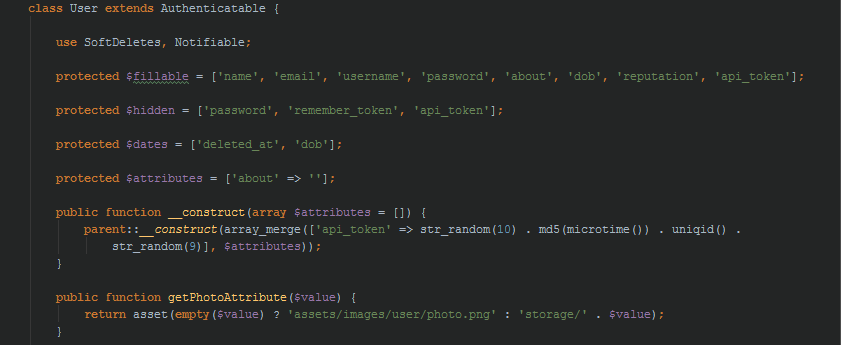 class User extends Authenticatable {
use SoftDeletes, Notifiable;
protected $fillable = ['name', 'email', 'username', 'password', 'about', 'dob', 'reputation', 'api_token'];
protected $hidden = ['password', 'remember_token', 'api_token'];
protected $dates = ['deleted_at', 'dob'];
protected $attributes = ['about' => ''];
public function __construct(array $attributes = []) {
parent::__construct(array_merge(['api_token' => str_random(10) . md5(microtime()) . uniqid() .
str_random(9)], $attributes));
}
public function getPhotoAttribute($value) {
return asset(empty($value) ? 'assets/images/user/photo.png' : 'storage/' . $value);
}